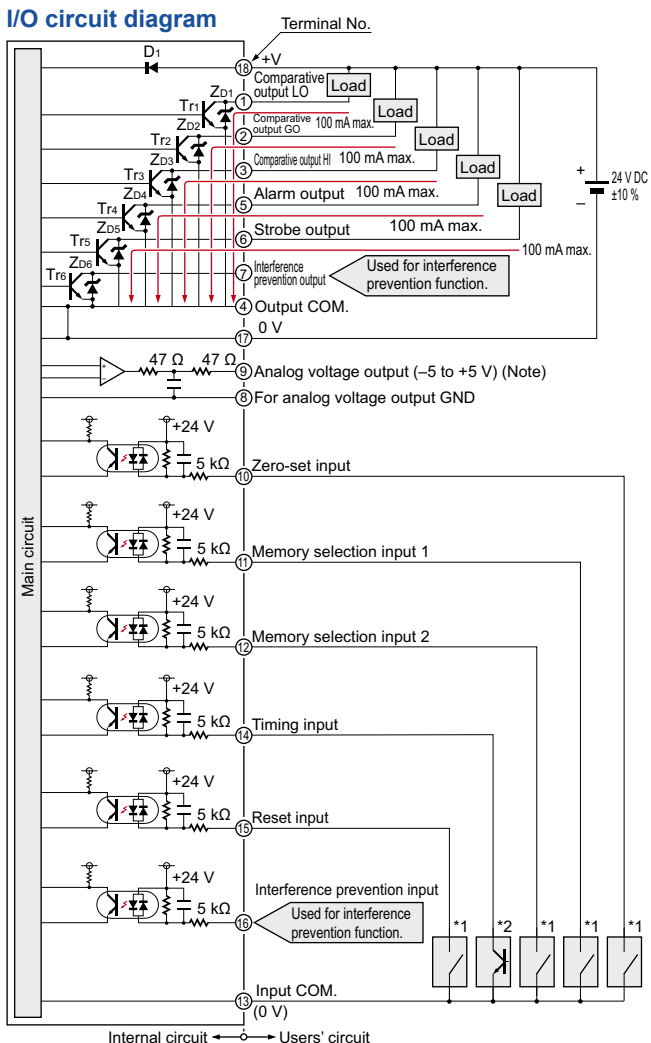 I/O circuit diagram
Terminal No.
D1
18 +V
Comparative
output LO
Load
ZD1
1
Tr1
100 mA max.
Load
ZD2
Comparative
output GO
2
Tr2
Load
ZD3
Comparative output HI
100 mA max.
3
Tr3
Load
ZD4
Alarm output
100 mA max.
5
Tr4
Load
ZD5
Strobe output
100 mA max.
6
Tr5
100 mA max.
ZD6
7
Interference
prevention output
Used for interference
prevention function.
Tr6
4 Output COM.
0 V
17
+
–
24 V DC
±10 %
47 Ω 47 Ω
9 Analog voltage output (–5 to +5 V) (Note)
8 For analog voltage output GND
+24 V
5 kΩ
10
Zero-set input
+24 V
5 kΩ
11
Memory selection input 1
+24 V
5 kΩ
12
Memory selection input 2
+24 V
5 kΩ
14
Timing input
+24 V
5 kΩ
15
Reset input
+24 V
5 kΩ
16
Interference prevention input
Used for interference
prevention function.
*1 *2 *1 *1 *1
Input COM.
13
(0 V)
Main circuit
Internal circuit Users' circuit